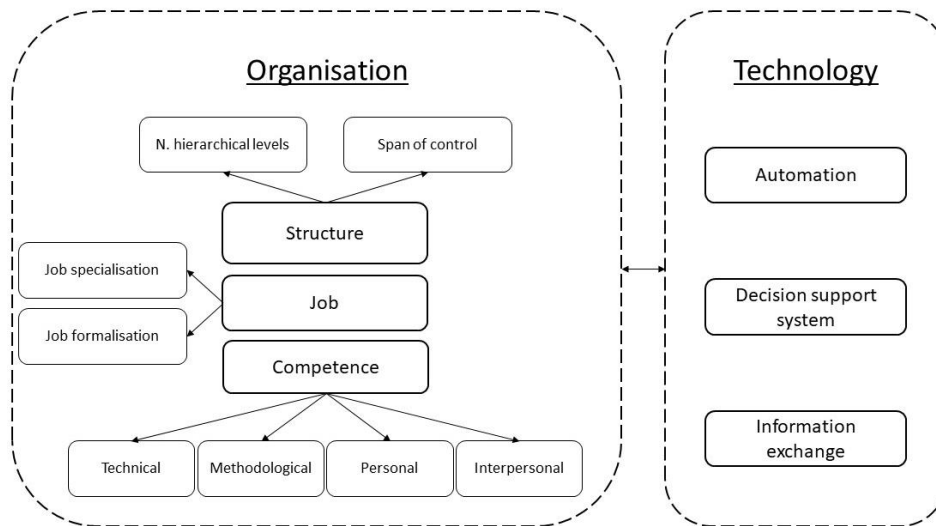 Organisation
Technology
N. hierarchical levels
Span of control
Automation
Structure
Job specialisation
Job
Decision support
system
Job formalisation
Competence
Information
exchange
Technical
Methodological
Personal
Interpersonal